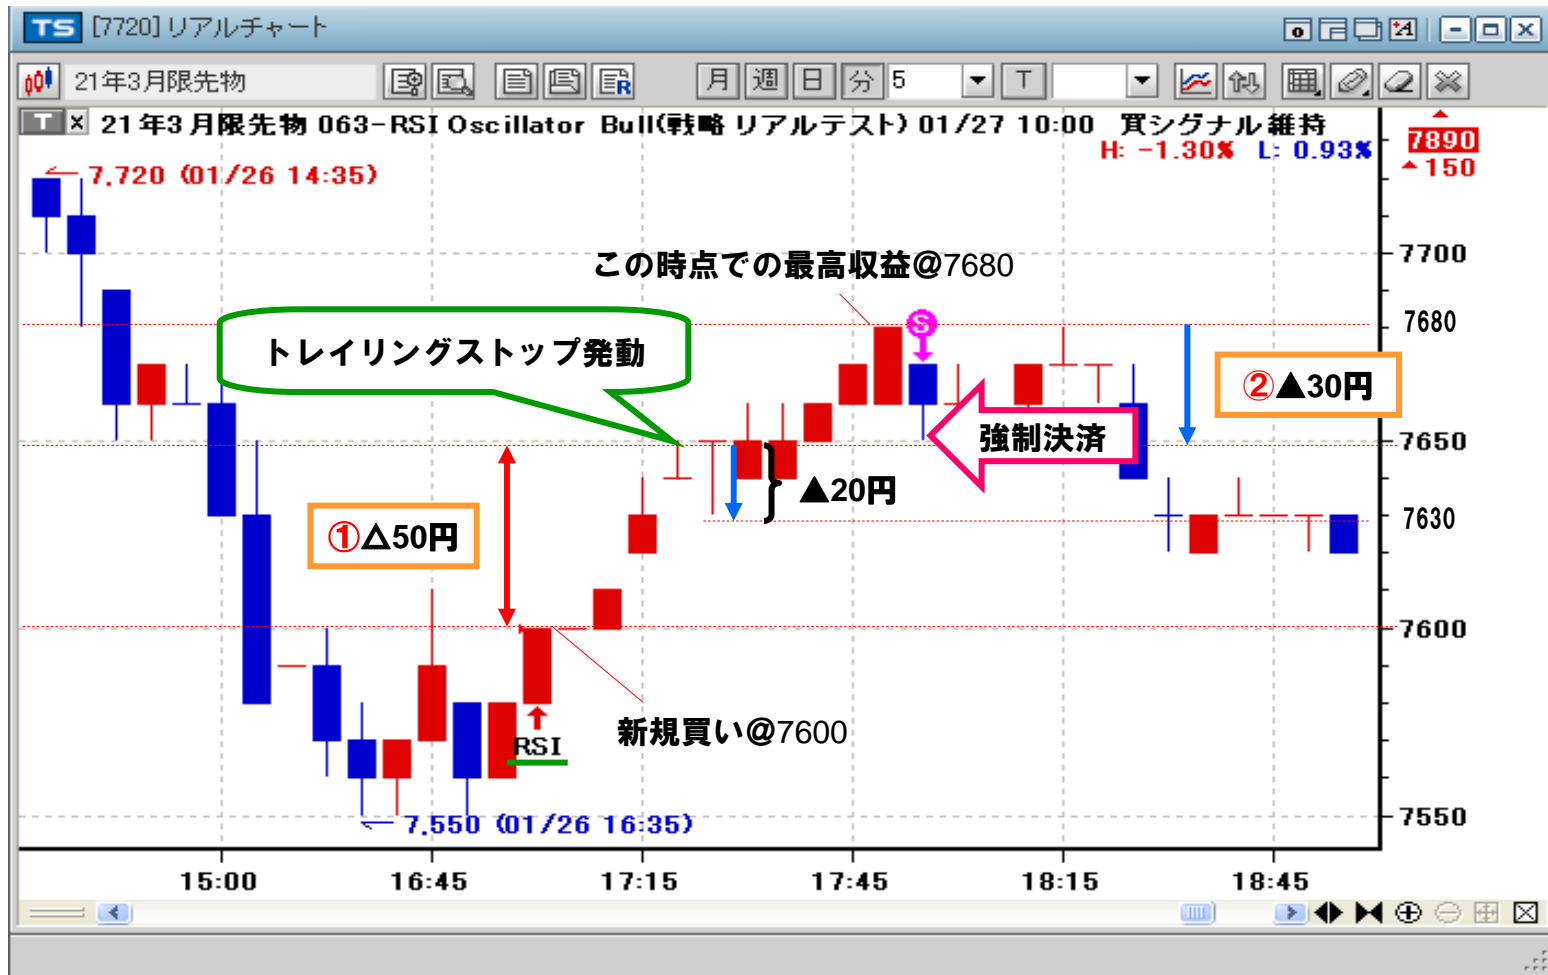 TS [7720] リアルチャート
21年3月限先物 月 週 日 分 5 T
T x 21年3月限先物 063-RSI Oscillator Bull(戦略 リアルテスト) 01/27 10:00 買シグナル維持
H: -1.30% L: 0.93%
7890
150
7,720 (01/26 14:35)
7700
この時点での最高収益@7680
7680
S
トレイリングストップ発動
②▲30円
7650
強制決済
▲20円
①△50円
7630
7600
新規買い@7600
RSI
7,550 (01/26 16:35)
7550
15:00 16:45 17:15 17:45 18:15 18:45